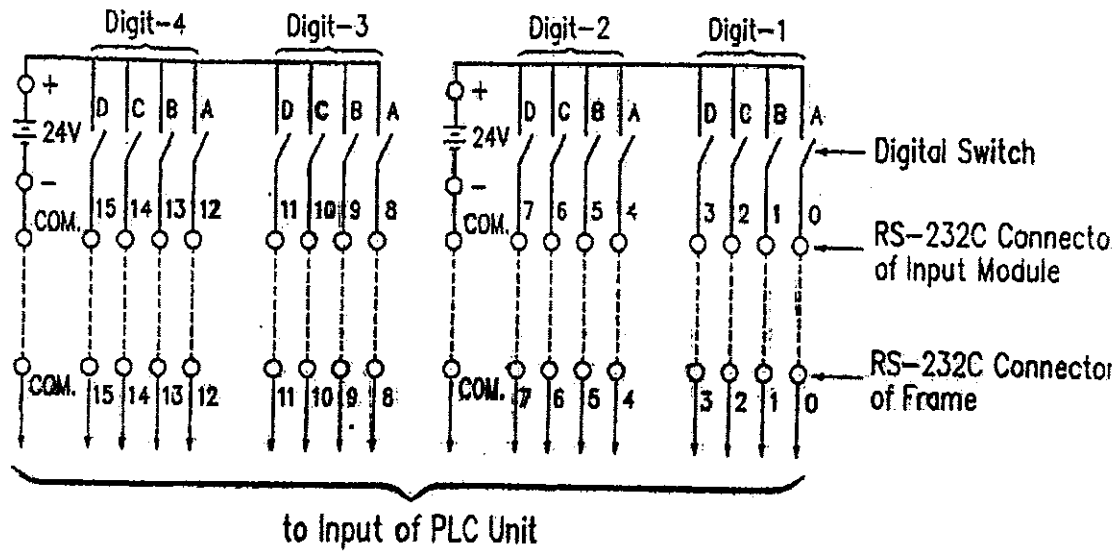 Digit-4 Digit-3 Digit-2 Digit-1
+ +
D C B A D C B A D C B A D C B A
24V 24V
Digital Switch
- -
COM. 15 14 13 12 11 10 9 8 COM. 7 6 5 4 3 2 1 0
RS-232C Connecto
of Input Module
RS-232C Connector
COM. 15 14 13 12 11 10 9 8 COM. 7 6 5 4 3 2 1 0
of Frame
to Input of PLC Unit